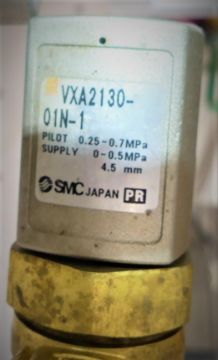 VXA2130-
01N-1
PILOT 0.25-0.7MPa
SUPPLY 0-0.5MPa
4.5 mm
SMC JAPAN PR